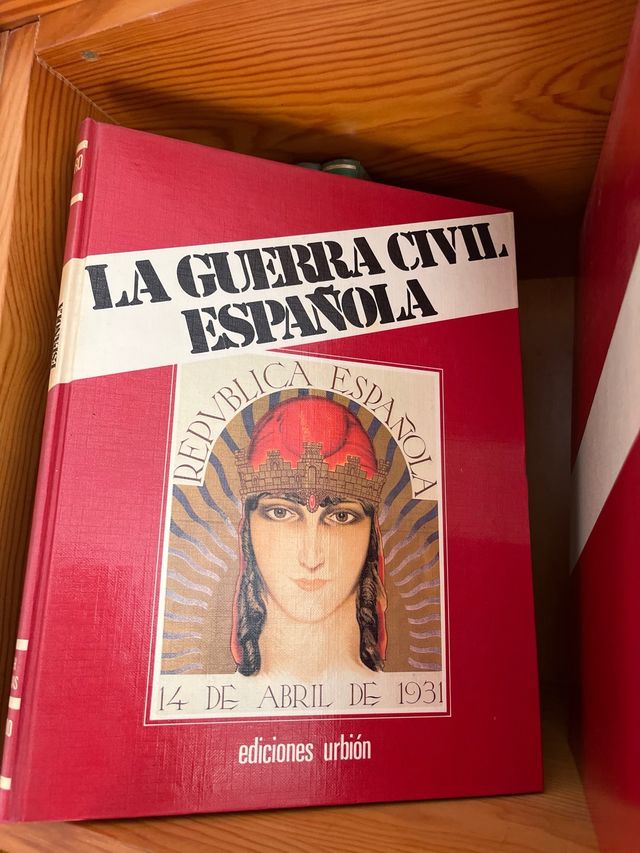 LA GUERRA CIVIL
ESPAÑOLA
REPVBLICA ESPAÑOLA
14 DE ABRIL DE 1931
ediciones urbión